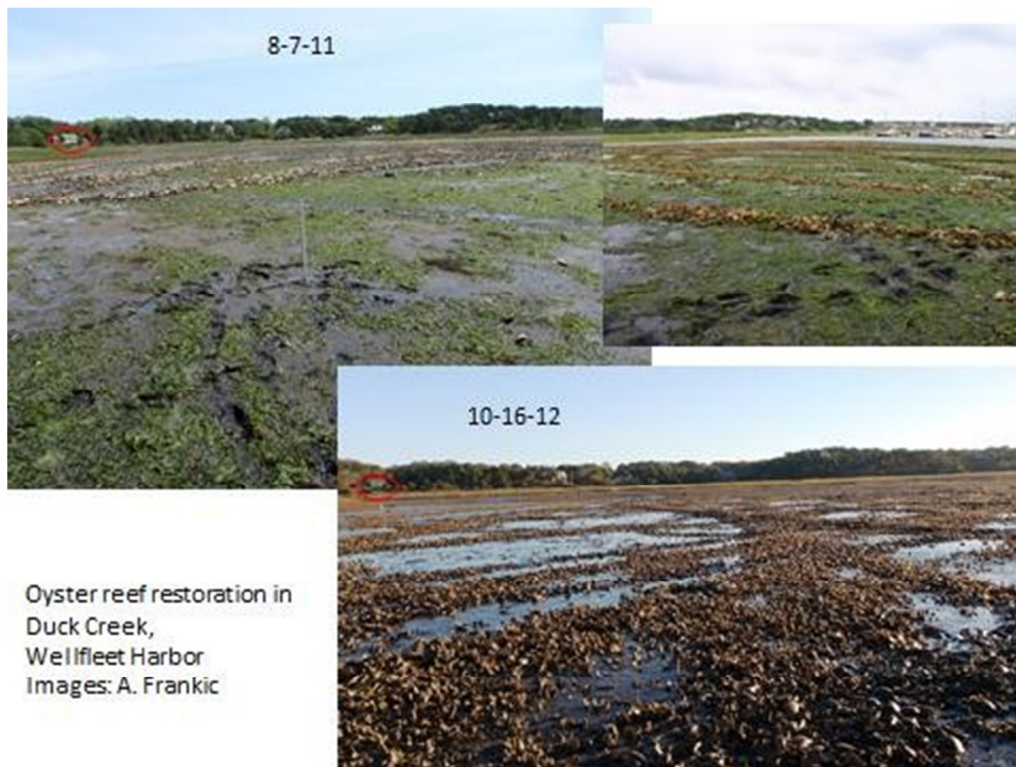 8-7-11
10-16-12
Oyster reef restoration in
Duck Creek,
Wellfleet Harbor
Images: A. Frankic